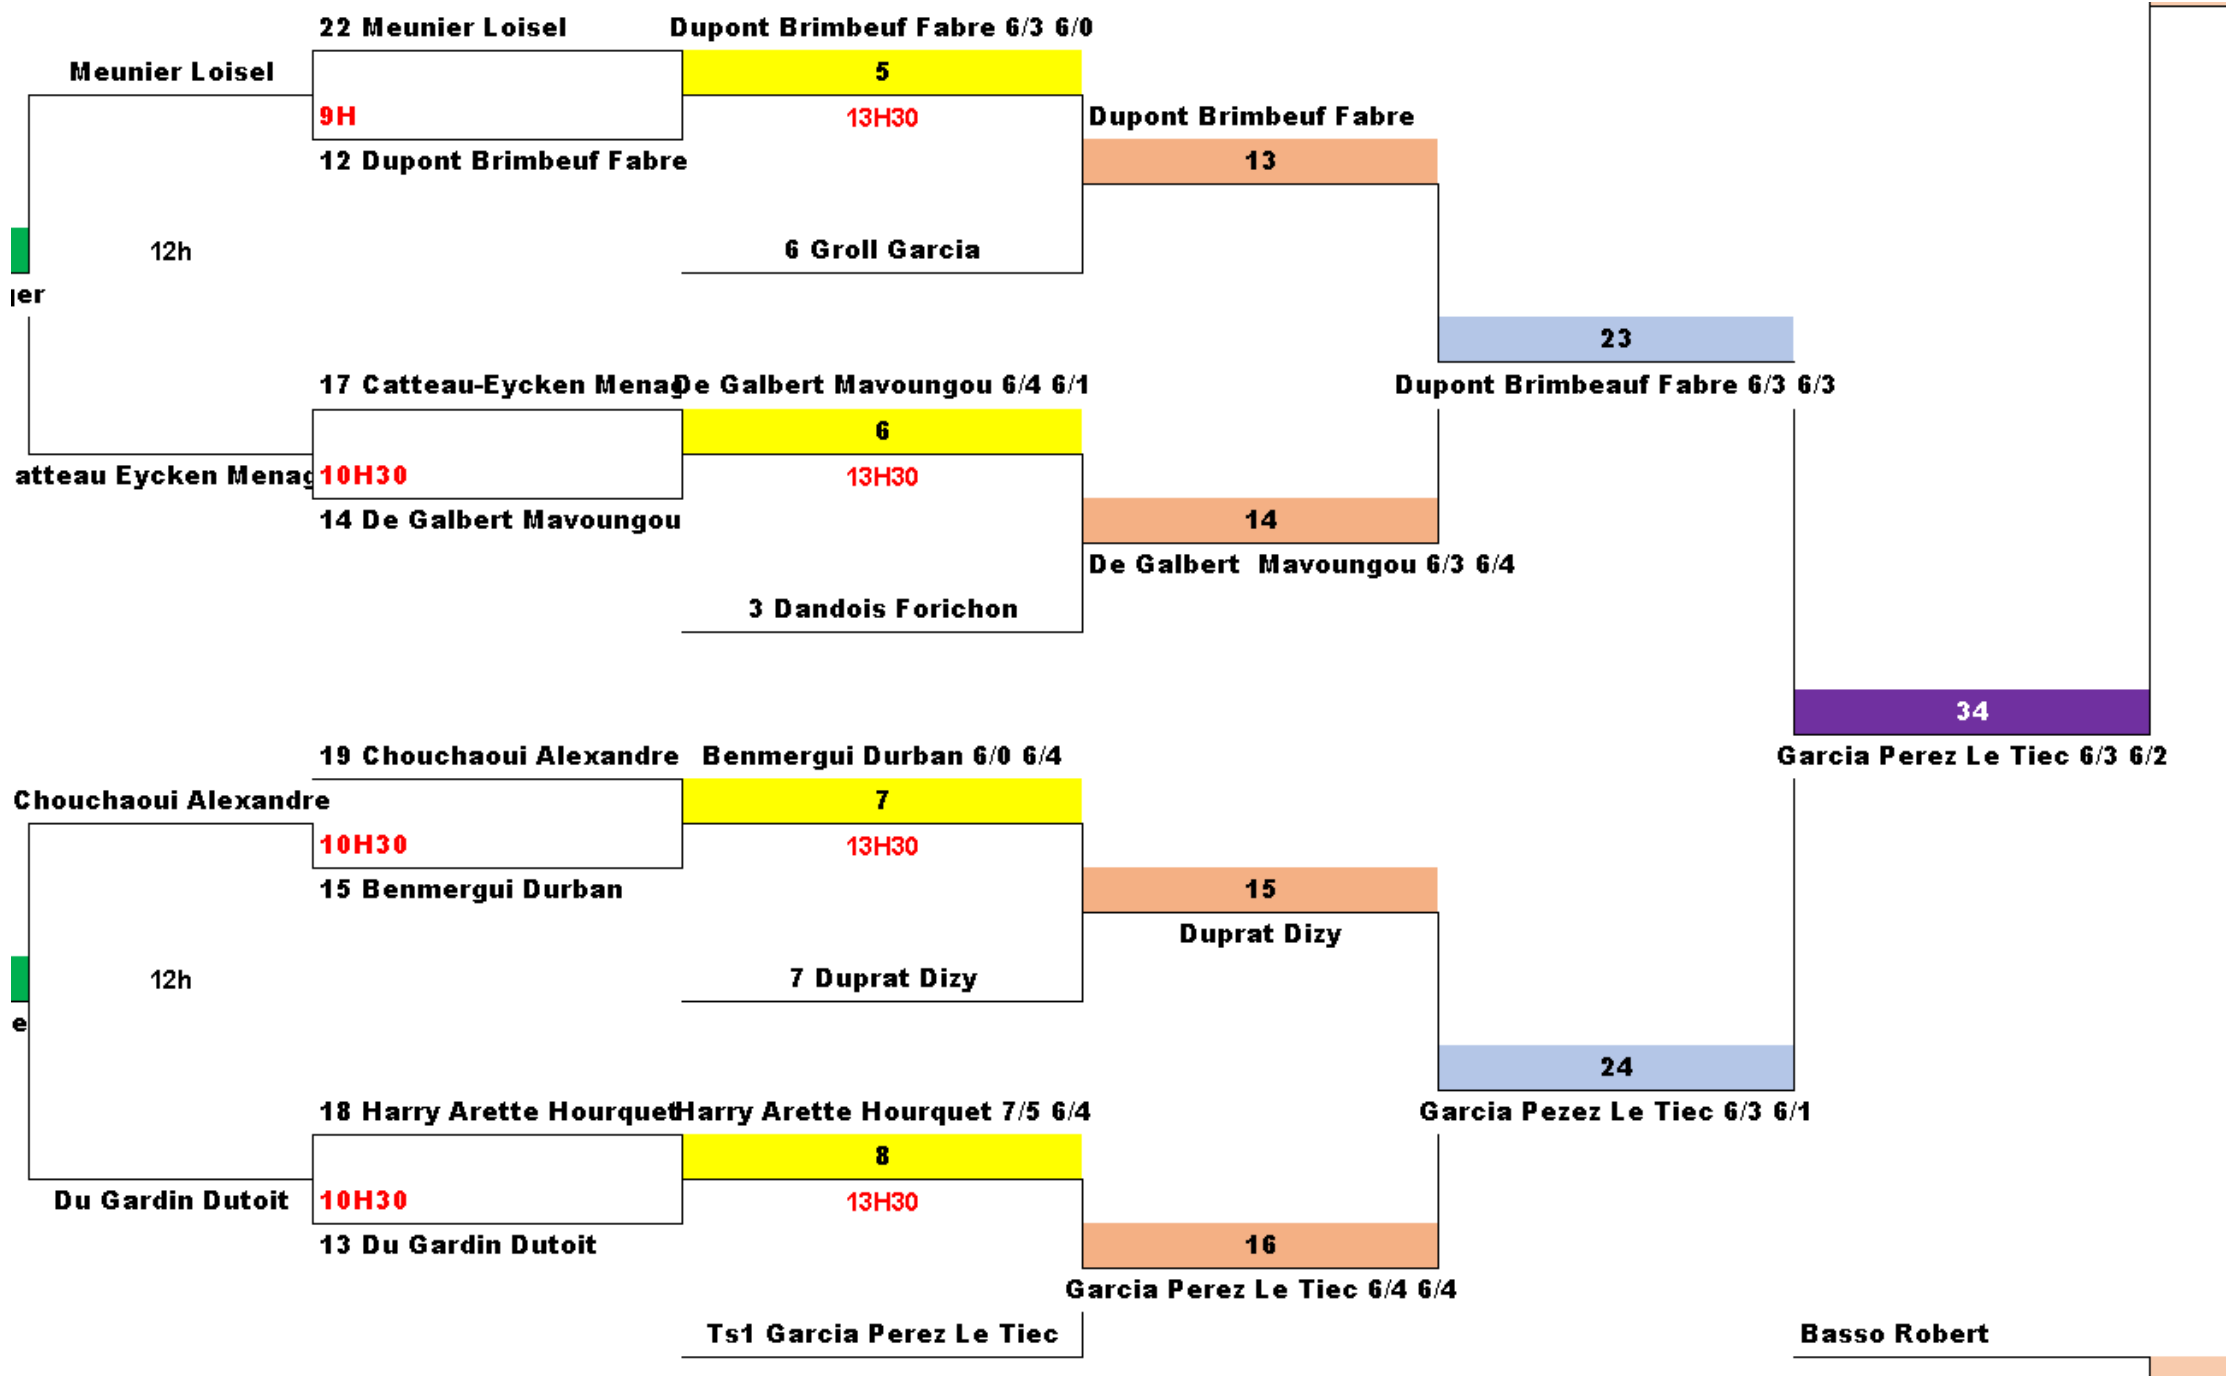 22 Meunier Loisel
Dupont Brimbeuf Fabre 6/3 6/0
Meunier Loisel
5
9H
13H30
Dupont Brimbeuf Fabre
12 Dupont Brimbeuf Fabre
13
12h
6 Groll Garcia
er
23
17 Catteau-Eycken Menag
De Galbert Mavoungou 6/4 6/1
Dupont Brimbeauf Fabre 6/3 6/3
6
atteau Eycken Menag
10H30
13H30
14 De Galbert Mavoungou
14
De Galbert Mavoungou 6/3 6/4
3 Dandois Forichon
34
19 Chouchaoui Alexandre
Benmergui Durban 6/0 6/4
Garcia Perez Le Tiec 6/3 6/2
Chouchaoui Alexandre
7
10H30
13H30
15 Benmergui Durban
15
Duprat Dizy
12h
7 Duprat Dizy
e
24
18 Harry Arette Hourquet
Harry Arette Hourquet 7/5 6/4
Garcia Pezez Le Tiec 6/3 6/1
8
Du Gardin Dutoit
10H30
13H30
13 Du Gardin Dutoit
16
Garcia Perez Le Tiec 6/4 6/4
Ts1 Garcia Perez Le Tiec
Basso Robert